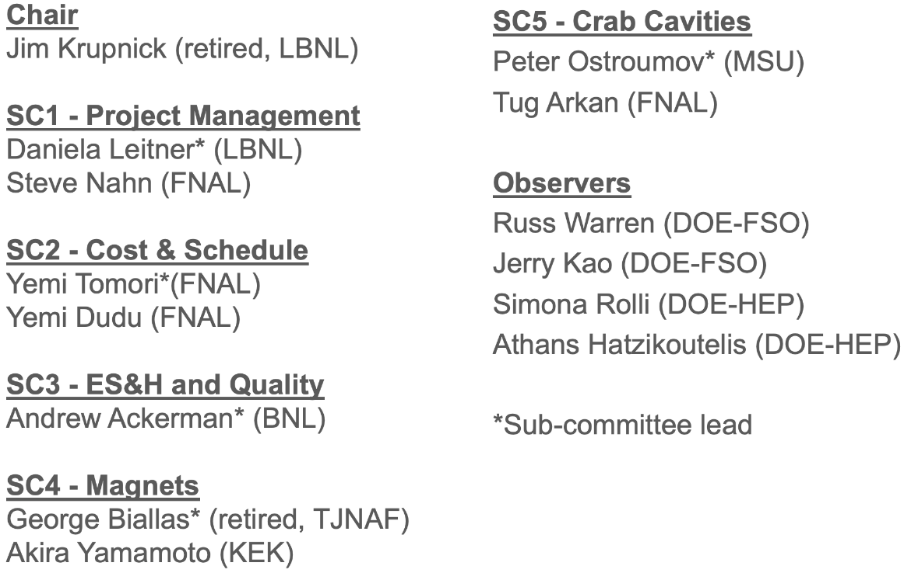 Chair
Jim Krupnick (retired, LBNL)
SC1 - Project Management
Daniela Leitner* (LBNL)
Steve Nahn (FNAL)
SC2 - Cost & Schedule
Yemi Tomori*(FNAL)
Yemi Dudu (FNAL)
SC3 - ES&H and Quality
Andrew Ackerman* (BNL)
SC4 - Magnets
George Biallas* (retired, TJNAF)
Akira Yamamoto (KEK)
SC5 - Crab Cavities
Peter Ostroumov* (MSU)
Tug Arkan (FNAL)
Observers
Russ Warren (DOE-FSO)
Jerry Kao (DOE-FSO)
Simona Rolli (DOE-HEP)
Athans Hatzikoutelis (DOE-HEP)
*Sub-committee lead